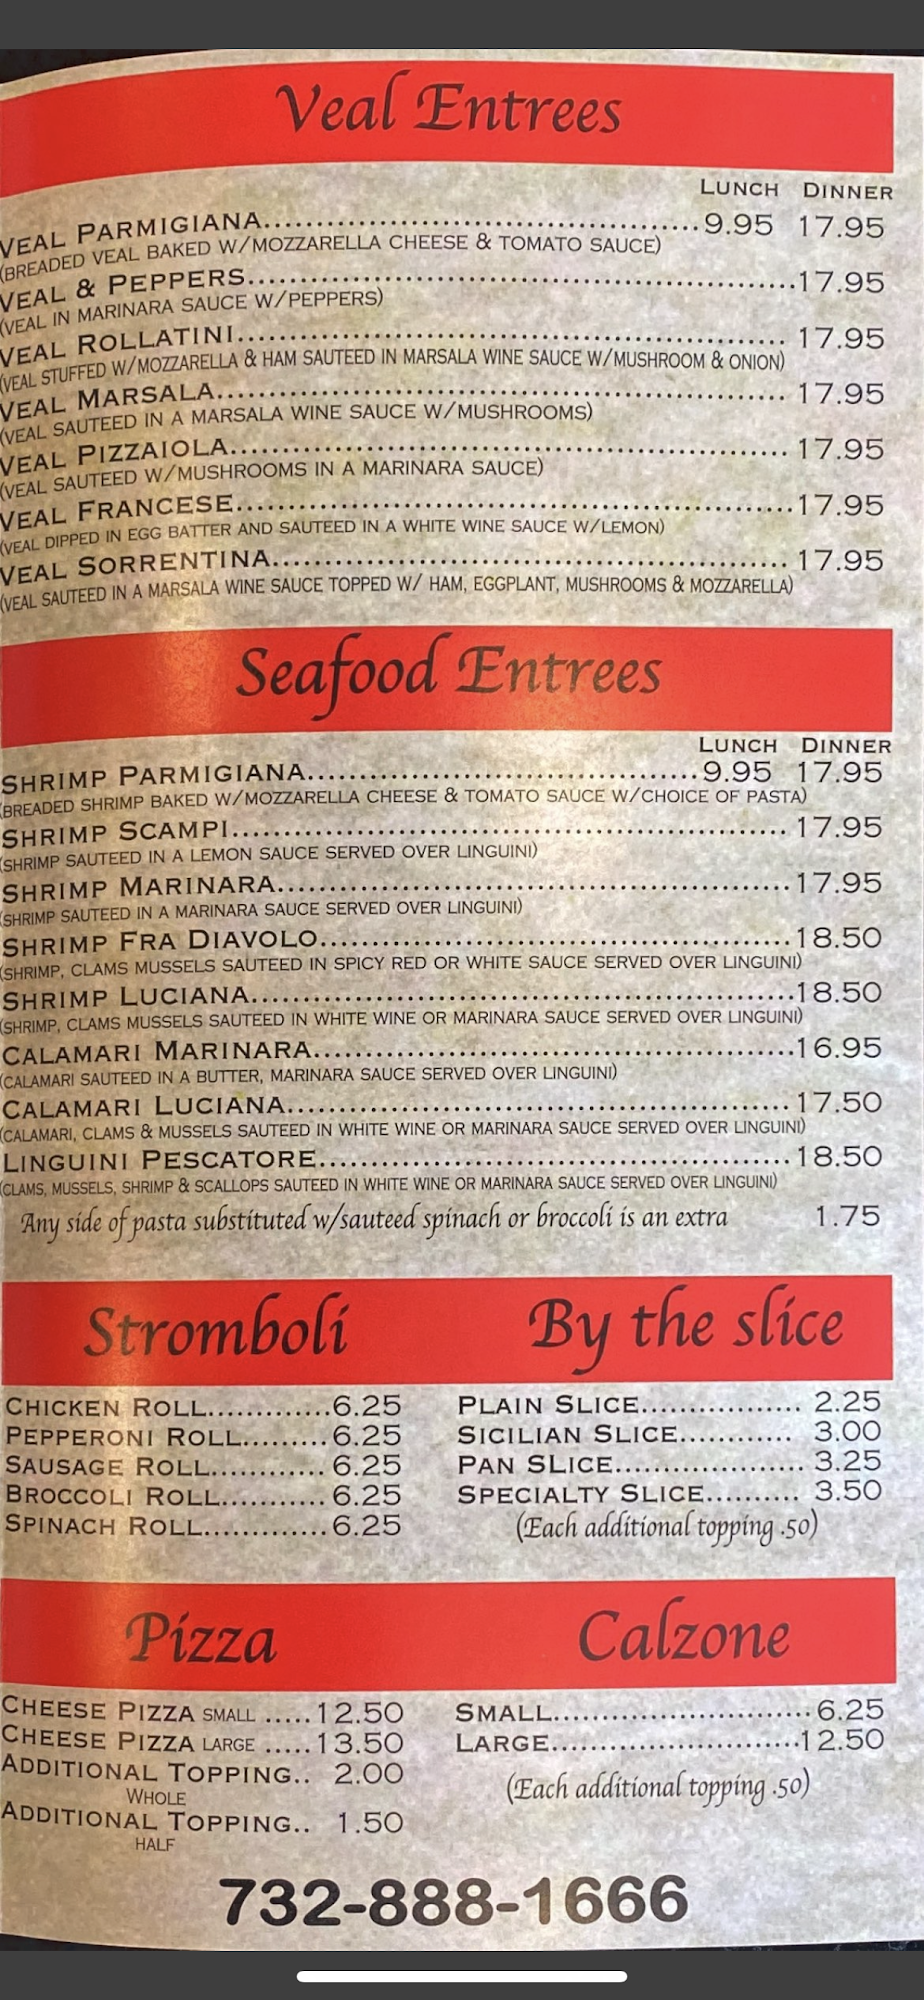 Veal Entrees
LUNCH DINNER
VEAL PARMIGIANA..........9.95 17.95
(BREADED VEAL BAKED W/MOZZARELLA CHEESE & TOMATO SAUCE)
VEAL & PEPPERS..........17.95
(VEAL IN MARINARA SAUCE W/PEPPERS)
VEAL ROLLATINI.......... 17.95
(VEAL STUFFED W/MOZZARELLA & HAM SAUTEED IN MARSALA WINE SAUCE W/MUSHROOM & ONION)
VEAL MARSALA.......... 17.95
(VEAL SAUTEED IN A MARSALA WINE SAUCE W/MUSHROOMS)
VEAL PIZZAIOLA.......... 17.95
(VEAL SAUTEED W/MUSHROOMS IN A MARINARA SAUCE)
VEAL FRANCESE..........17.95
(VEAL DIPPED IN EGG BATTER AND SAUTEED IN A WHITE WINE SAUCE W/LEMON)
VEAL SORRENTINA.......... 17.95
(VEAL SAUTEED IN A MARSALA WINE SAUCE TOPPED W/ HAM, EGGPLANT, MUSHROOMS & MOZZARELLA)
Seafood Entrees
LUNCH DINNER
SHRIMP PARMIGIANA..........9.95 17.95
(BREADED SHRIMP BAKED W/MOZZARELLA CHEESE & TOMATO SAUCE W/CHOICE OF PASTA)
SHRIMP SCAMPI.......... 17.95
(SHRIMP SAUTEED IN A LEMON SAUCE SERVED OVER LINGUINI)
SHRIMP MARINARA..........17.95
(SHRIMP SAUTEED IN A MARINARA SAUCE SERVED OVER LINGUINI)
SHRIMP FRA DIAVOLO..........18.50
(SHRIMP, CLAMS MUSSELS SAUTEED IN SPICY RED OR WHITE SAUCE SERVED OVER LINGUINI)
SHRIMP LUCIANA..........18.50
(SHRIMP, CLAMS MUSSELS SAUTEED IN WHITE WINE OR MARINARA SAUCE SERVED OVER LINGUINI)
CALAMARI MARINARA..........16.95
(CALAMARI SAUTEED IN A BUTTER, MARINARA SAUCE SERVED OVER LINGUINI)
CALAMARI LUCIANA.......... 17.50
(CALAMARI, CLAMS & MUSSELS SAUTEED IN WHITE WINE OR MARINARA SAUCE SERVED OVER LINGUINI)
LINGUINI PESCATORE..........18.50
(CLAMS, MUSSELS, SHRIMP & SCALLOPS SAUTEED IN WHITE WINE OR MARINARA SAUCE SERVED OVER LINGUINI)
Any side of pasta substituted w/sauteed spinach or broccoli is an extra 1.75
Stromboli
CHICKEN ROLL.............6.25
PEPPERONI ROLL.........6.25
SAUSAGE ROLL............ 6.25
BROCCOLI ROLL........... 6.25
SPINACH ROLL.............6.25
By the slice
PLAIN SLICE................. 2.25
SICILIAN SLICE............ 3.00
PAN SLICE.................... 3.25
SPECIALTY SLICE.......... 3.50
(Each additional topping .50)
Pizza
CHEESE PIZZA SMALL .....12.50
CHEESE PIZZA LARGE .....13.50
ADDITIONAL TOPPING.. 2.00
WHOLE
ADDITIONAL TOPPING.. 1.50
HALF
Calzone
SMALL............................6.25
LARGE...........................12.50
(Each additional topping .50)
732-888-1666